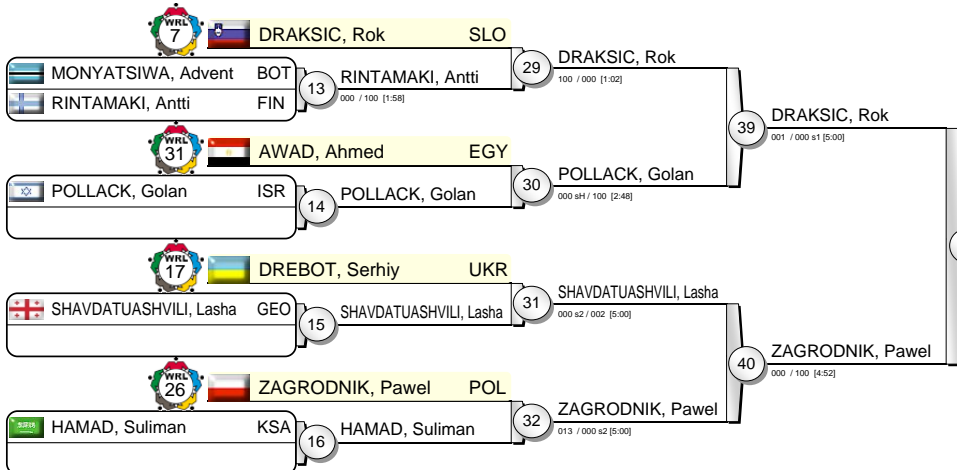 WRL
7
DRAKSIC, Rok SLO
MONYATSIWA, Advent BOT
RINTAMAKI, Antti FIN
13
RINTAMAKI, Antti
000 / 100 [1:58]
29
DRAKSIC, Rok
100 / 000 [1:02]
WRL
31
AWAD, Ahmed EGY
POLLACK, Golan ISR
14
POLLACK, Golan
30
POLLACK, Golan
000 sH / 100 [2:48]
39
DRAKSIC, Rok
001 / 000 s1 [5:00]
WRL
17
DREBOT, Serhiy UKR
SHAVDATUASHVILI, Lasha GEO
15
SHAVDATUASHVILI, Lasha
31
SHAVDATUASHVILI, Lasha
000 s2 / 002 [5:00]
WRL
26
ZAGRODNIK, Pawel POL
HAMAD, Suliman KSA
16
HAMAD, Suliman
32
ZAGRODNIK, Pawel
013 / 000 s2 [5:00]
40
ZAGRODNIK, Pawel
000 / 100 [4:52]